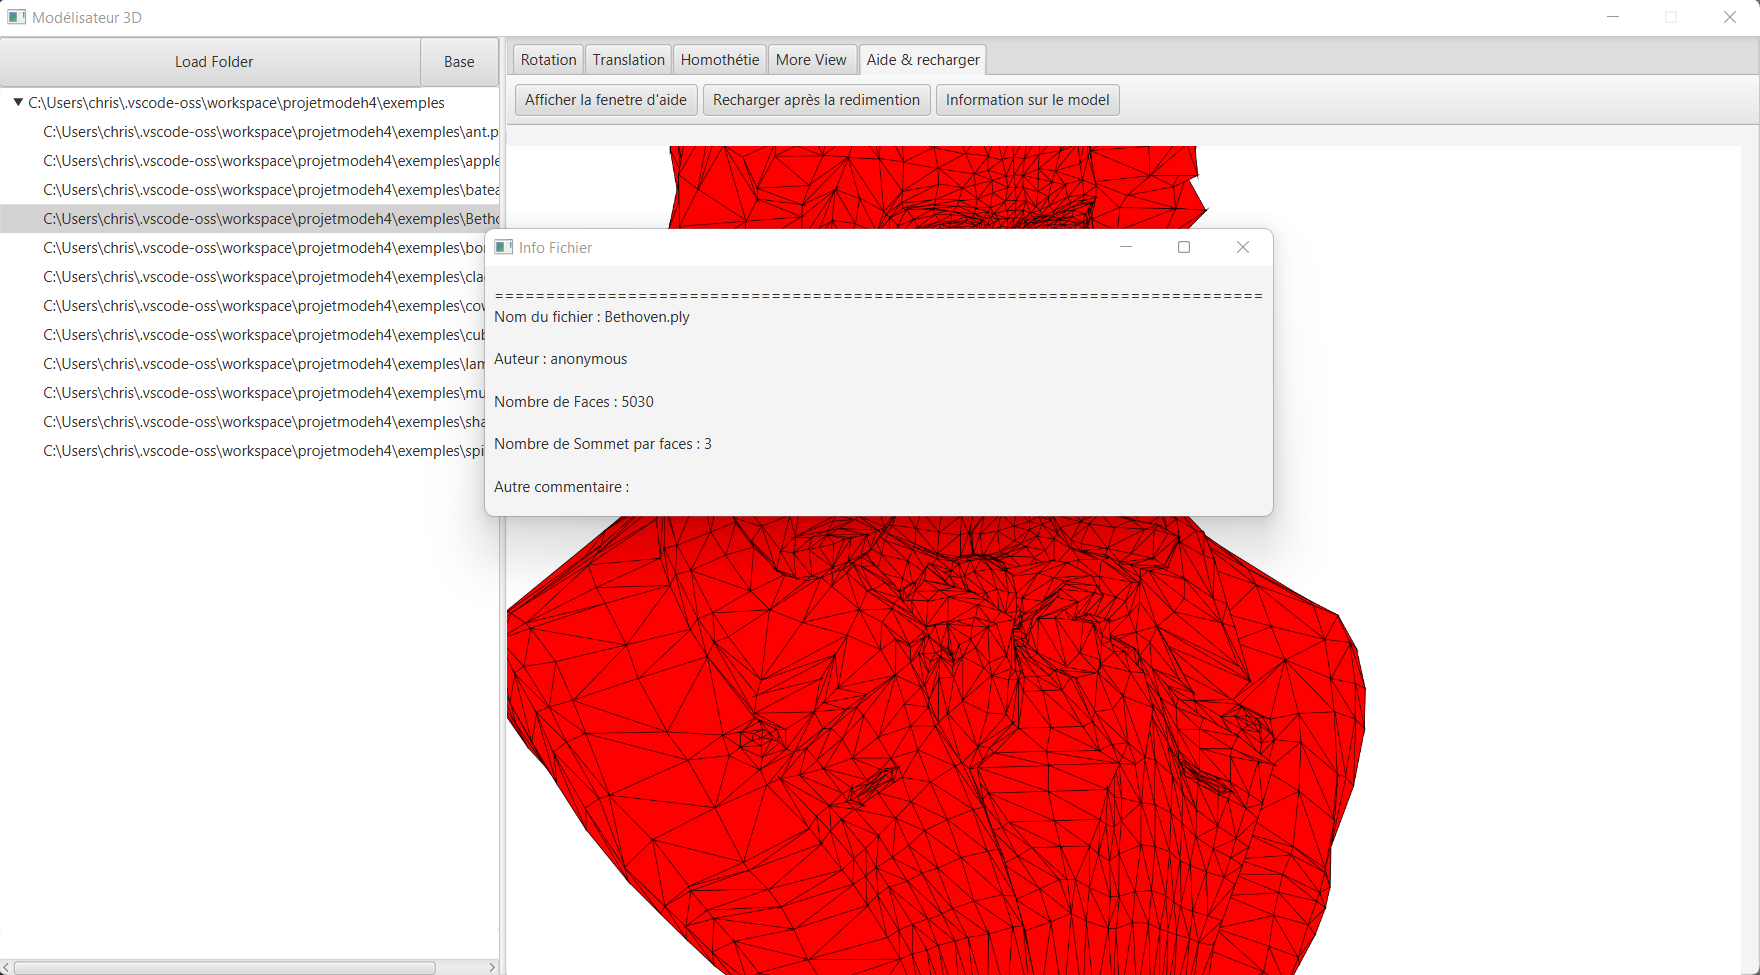 Modélisateur 3D
Load Folder
Base
Rotation
Translation
Homothétie
More View
Aide & recharger
Afficher la fenetre d'aide
Recharger après la redimention
Information sur le model
C:\Users\chris\.vscode-oss\workspace\projetmodeh4\exemples
C:\Users\chris\.vscode-oss\workspace\projetmodeh4\exemples\ant.p
C:\Users\chris\.vscode-oss\workspace\projetmodeh4\exemples\apple
C:\Users\chris\.vscode-oss\workspace\projetmodeh4\exemples\batea
C:\Users\chris\.vscode-oss\workspace\projetmodeh4\exemples\Betho
C:\Users\chris\.vscode-oss\workspace\projetmodeh4\exemples\bo
C:\Users\chris\.vscode-oss\workspace\projetmodeh4\exemples\cla
C:\Users\chris\.vscode-oss\workspace\projetmodeh4\exemples\cow
C:\Users\chris\.vscode-oss\workspace\projetmodeh4\exemples\cub
C:\Users\chris\.vscode-oss\workspace\projetmodeh4\exemples\lam
C:\Users\chris\.vscode-oss\workspace\projetmodeh4\exemples\mu
C:\Users\chris\.vscode-oss\workspace\projetmodeh4\exemples\sha
C:\Users\chris\.vscode-oss\workspace\projetmodeh4\exemples\spi
Info Fichier
===========================================================================
Nom du fichier : Bethoven.ply
Auteur : anonymous
Nombre de Faces : 5030
Nombre de Sommet par faces : 3
Autre commentaire :